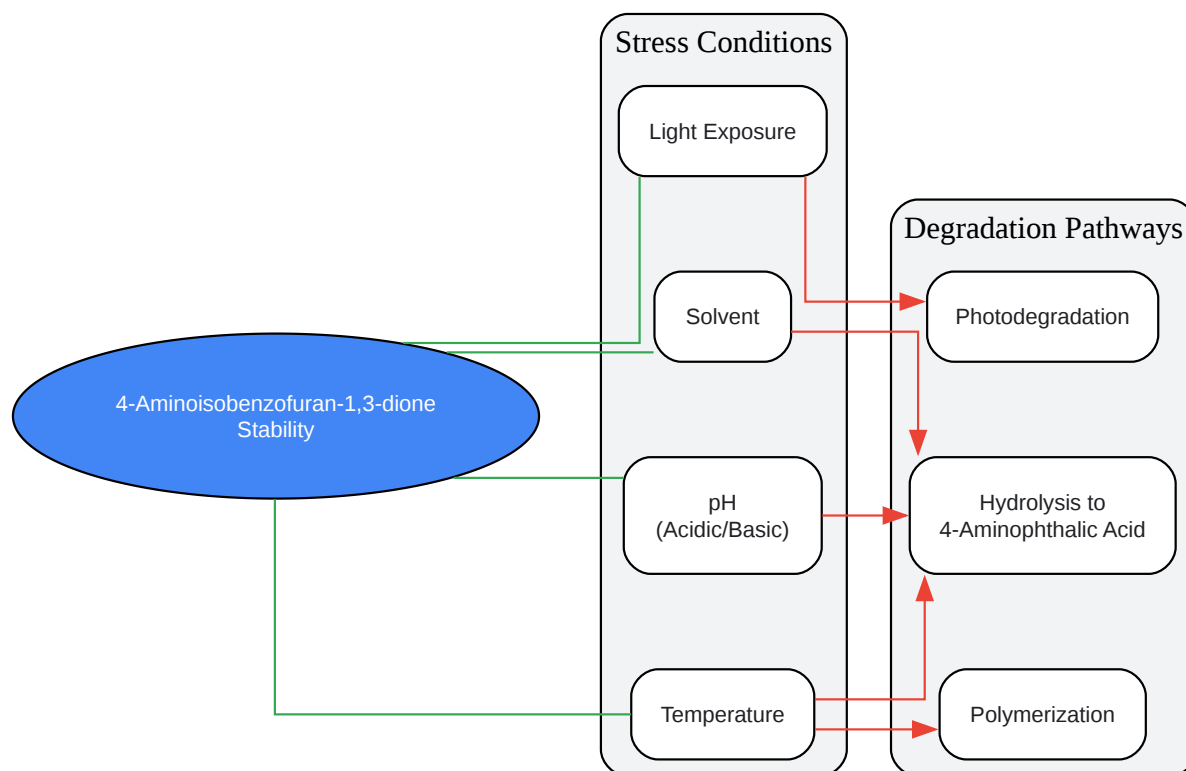 Stress Conditions
Light Exposure
Degradation Pathways
Solvent
Photodegradation
4-Aminoisobenzofuran-1,3-dione
Stability
pH
(Acidic/Basic)
Hydrolysis to
4-Aminophthalic Acid
Temperature
Polymerization